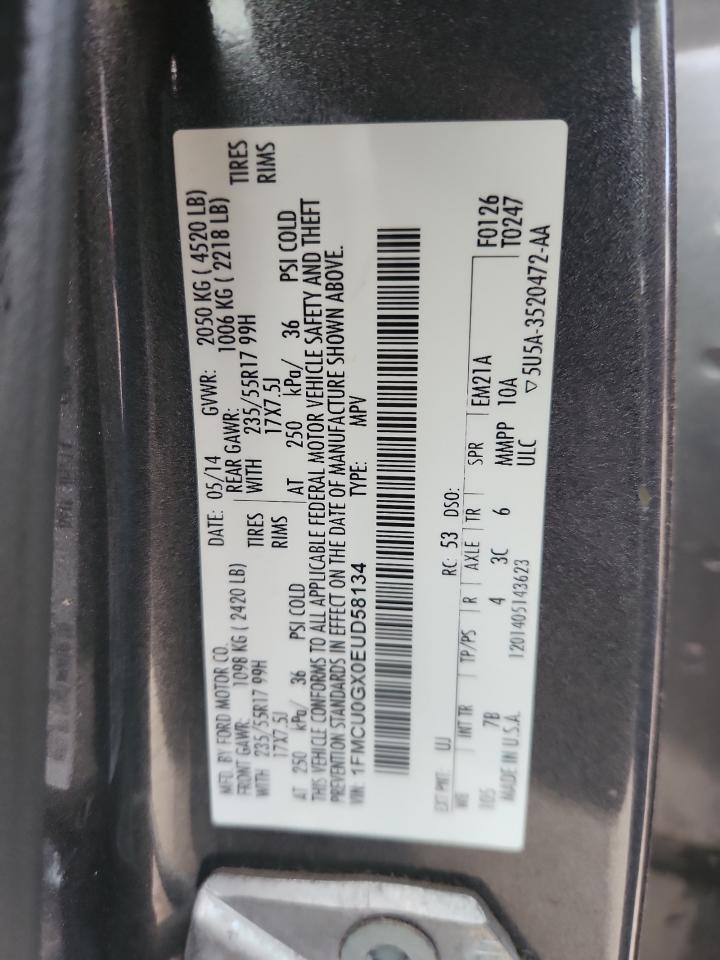 MFD. BY FORD MOTOR CO.
DATE: 05/14 GVWR: 2050 KG ( 4520 LB)
FRONT GAWR: 1098 KG ( 2420 LB) REAR GAWR: 1006 KG ( 2218 LB)
WITH 235/55R17 99H TIRES WITH 235/55R17 99H TIRES
17X7.5J RIMS 17X7.5J RIMS
AT 250 kPa/ 36 PSI COLD AT 250 kPa/ 36 PSI COLD
THIS VEHICLE CONFORMS TO ALL APPLICABLE FEDERAL MOTOR VEHICLE SAFETY AND THEFT
PREVENTION STANDARDS IN EFFECT ON THE DATE OF MANUFACTURE SHOWN ABOVE.
VIN: 1FMCU0GX0EUD58134 TYPE: MPV
EXT PNT: UJ RC: 53 DSO:
WB INT TR TP/PS R AXLE TR SPR EM21A F0126
105 7B 4 3C 6 MMPP 10A T0247
MADE IN U.S.A. 1201405143623 ULC ▽5U5A-3520472-AA